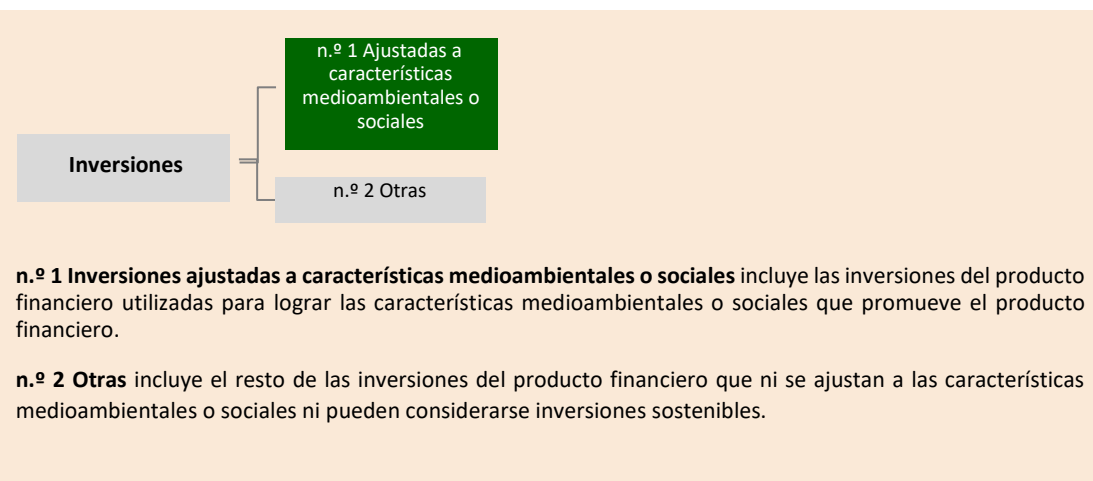 n.º 1 Ajustadas a
características
medioambientales o
sociales
Inversiones
n.º 2 Otras
n.º 1 Inversiones ajustadas a características medioambientales o sociales incluye las inversiones del producto
financiero utilizadas para lograr las características medioambientales o sociales que promueve el producto
financiero.
n.º 2 Otras incluye el resto de las inversiones del producto financiero que ni se ajustan a las características
medioambientales o sociales ni pueden considerarse inversiones sostenibles.